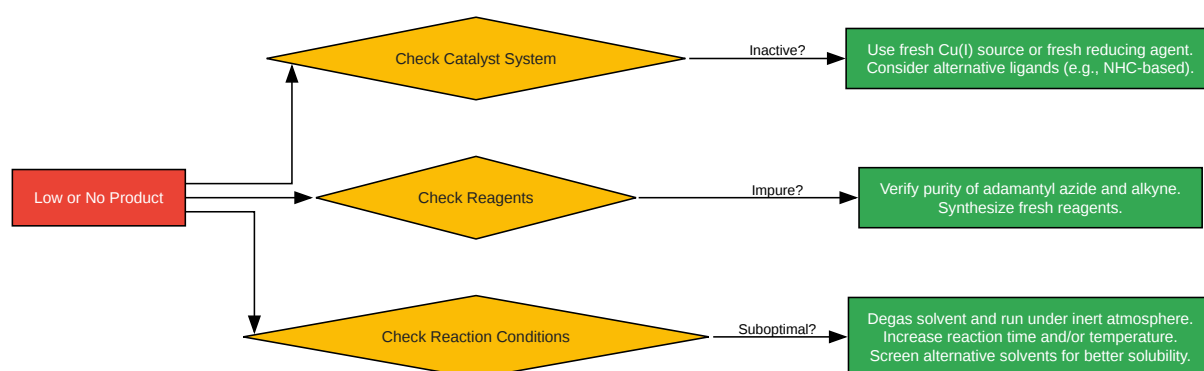 Check Catalyst System
Inactive?
Use fresh Cu(I) source or fresh reducing agent.
Consider alternative ligands (e.g., NHC-based).
Low or No Product
Check Reagents
Impure?
Verify purity of adamantyl azide and alkyne.
Synthesize fresh reagents.
Check Reaction Conditions
Suboptimal?
Degas solvent and run under inert atmosphere.
Increase reaction time and/or temperature.
Screen alternative solvents for better solubility.